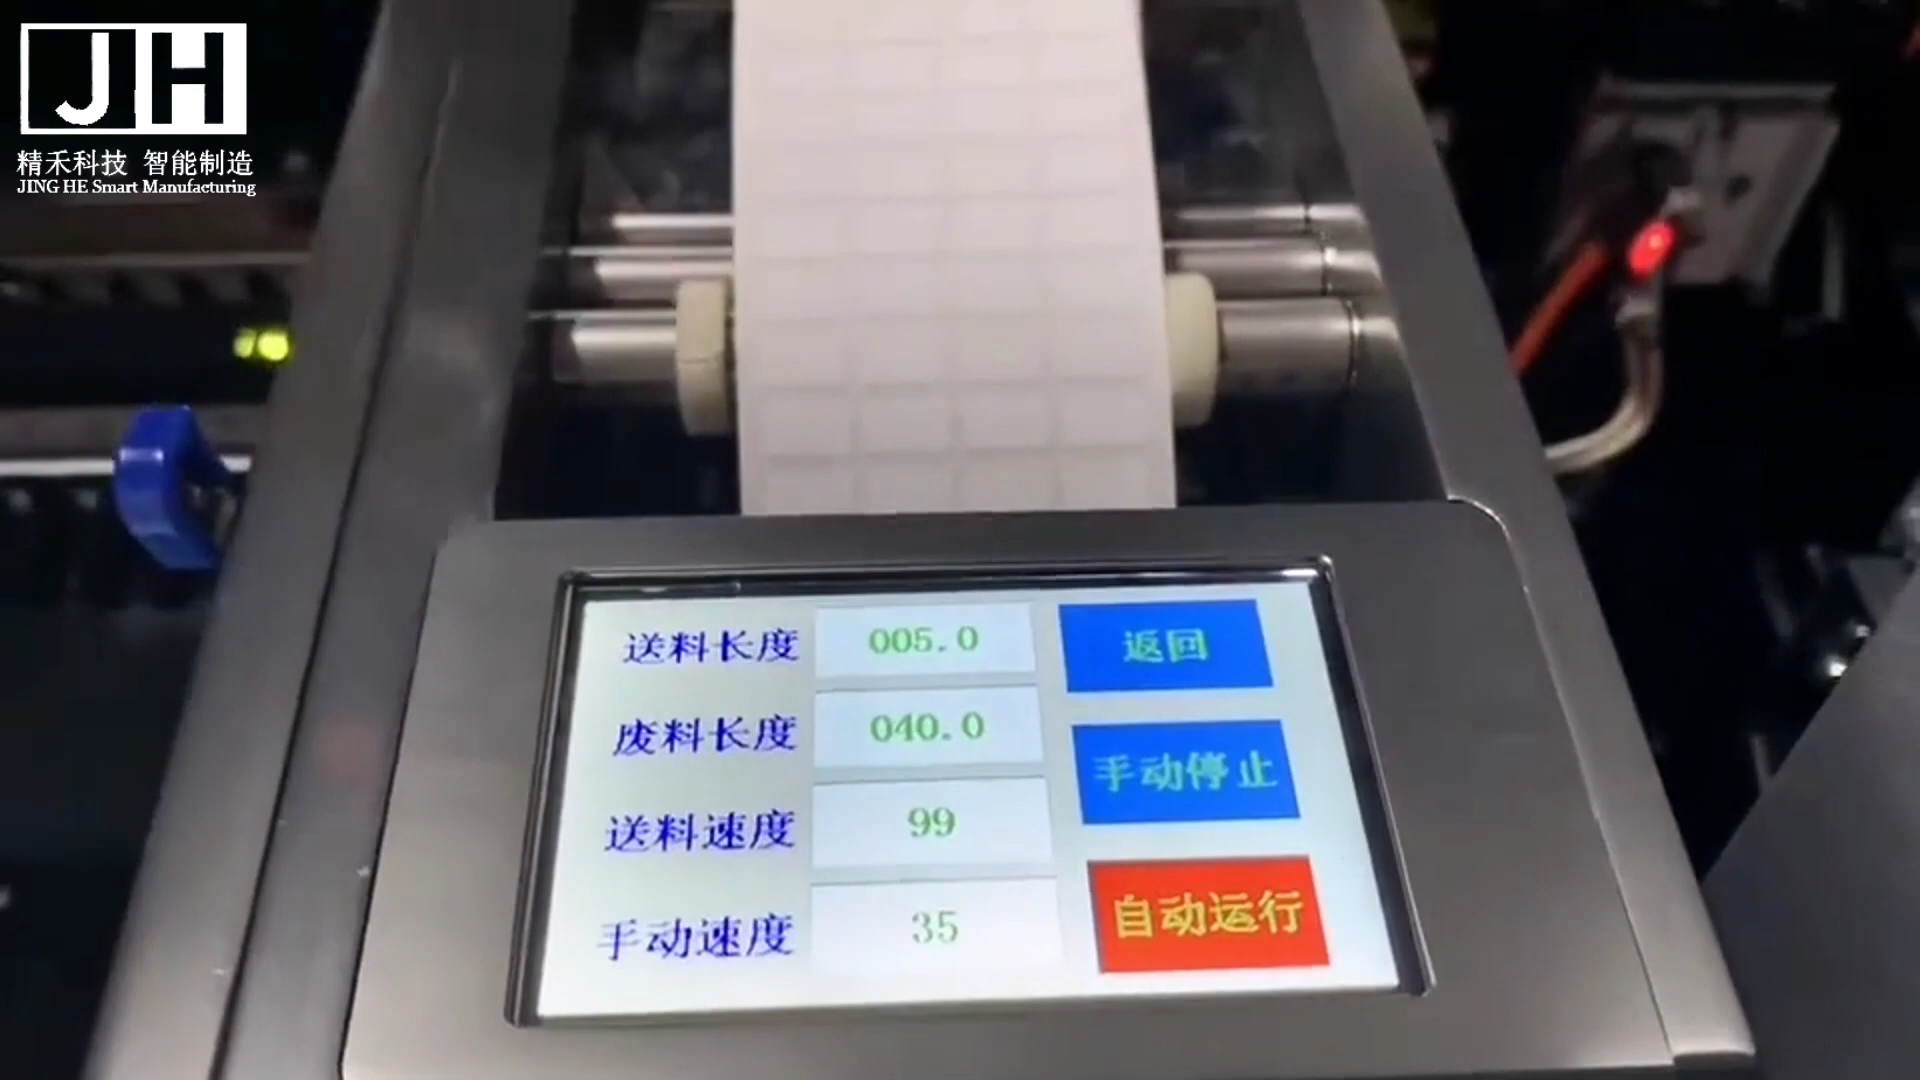 JH
精禾科技 智能制造
JING HE Smart Manufacturing
送料长度 005.0 返回
废料长度 040.0
手动停止
送料速度 99
手动速度 35
自动运行